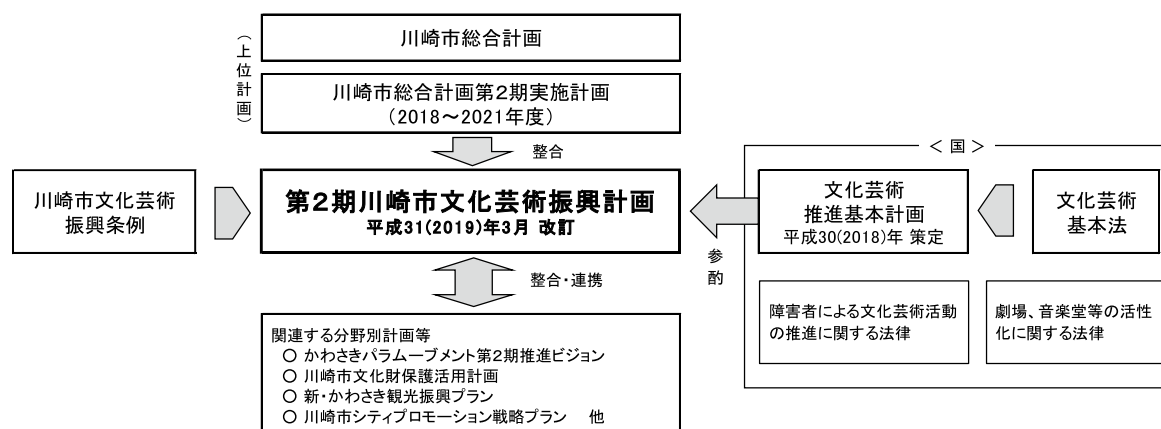 (上位計画)
川崎市総合計画
川崎市総合計画第2期実施計画
(2018～2021年度)
整合
川崎市文化芸術
振興条例
第2期川崎市文化芸術振興計画
平成31(2019)年3月 改訂
参酌
＜国＞
文化芸術
推進基本計画
平成30(2018)年 策定
文化芸術
基本法
障害者による文化芸術活動
の推進に関する法律
劇場、音楽堂等の活性
化に関する法律
整合・連携
関連する分野別計画等
○ かわさきパラムーブメント第2期推進ビジョン
○ 川崎市文化財保護活用計画
○ 新・かわさき観光振興プラン
○ 川崎市シティプロモーション戦略プラン 他